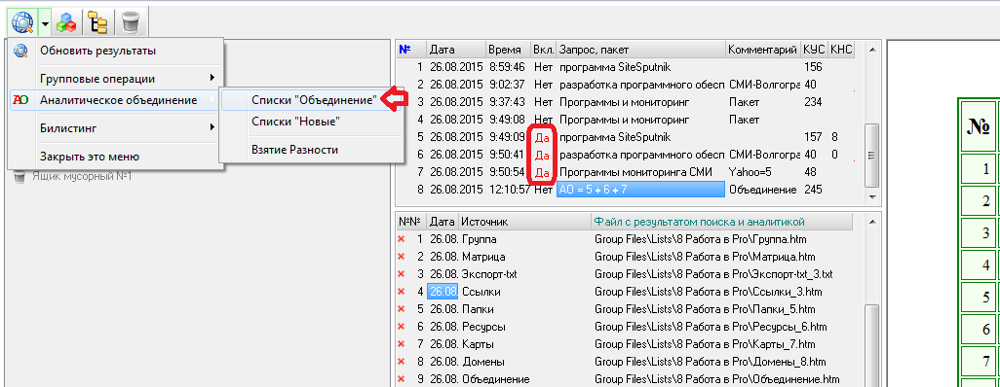 Обновить результаты
Групповые операции
АО Аналитическое объединение
Билистинг
Закрыть это меню
Списки "Объединение"
Списки "Новые"
Взятие Разности
Ящик мусорный №1
№ Дата Время Вкл. Запрос, пакет Комментарий КУС КНС
1 26.08.2015 8:59:46 Нет программа SiteSputnik 156
2 26.08.2015 9:02:37 Нет разработка программного обесп СМИ-Волгогра 40
3 26.08.2015 9:37:43 Нет Программы и мониторинг Пакет 234
4 26.08.2015 9:49:08 Нет Программы и мониторинг Пакет
5 26.08.2015 9:49:09 Да программа SiteSputnik 157 8
6 26.08.2015 9:50:41 Да разработка программного обесп СМИ-Волгогра 40 0
7 26.08.2015 9:50:54 Да Программы мониторинга СМИ Yahoo=5 48
8 26.08.2015 12:10:57 Нет АО = 5 + 6 + 7 Объединение 245
№№ Дата Источник Файл с результатом поиска и аналитикой
1 26.08. Группа Group Files\Lists\8 Работа в Pro\Группа.htm
2 26.08. Матрица Group Files\Lists\8 Работа в Pro\Матрица.htm
3 26.08. Экспорт-txt Group Files\Lists\8 Работа в Pro\Экспорт-txt_3.txt
4 26.08. Ссылки Group Files\Lists\8 Работа в Pro\Ссылки_3.htm
5 26.08. Папки Group Files\Lists\8 Работа в Pro\Папки_5.htm
6 26.08. Ресурсы Group Files\Lists\8 Работа в Pro\Ресурсы_6.htm
7 26.08. Карты Group Files\Lists\8 Работа в Pro\Карты_7.htm
8 26.08. Домены Group Files\Lists\8 Работа в Pro\Домены_8.htm
9 26.08. Объединение Group Files\Lists\8 Работа в Pro\Объединение.htm
№
1
2
3
4
5
6
7